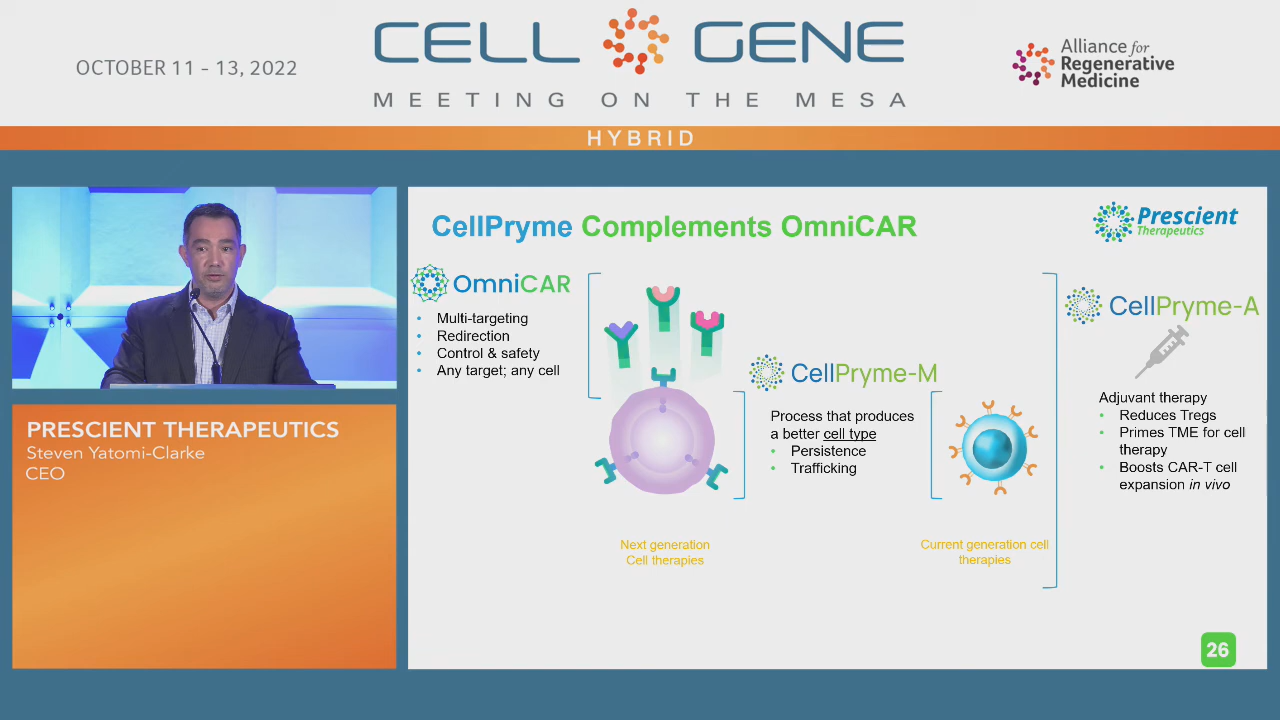 OCTOBER 11 - 13, 2022
CELL GENE
MEETING ON THE MESA
Alliance for
Regenerative
Medicine
HYBRID
PRESCIENT THERAPEUTICS
Steven Yatomi-Clarke
CEO
CellPryme Complements OmniCAR
Prescient
Therapeutics
OmniCAR
• Multi-targeting
• Redirection
• Control & safety
• Any target; any cell
Next generation
Cell therapies
CellPryme-M
Process that produces
a better cell type
• Persistence
• Trafficking
Current generation cell
therapies
CellPryme-A
Adjuvant therapy
• Reduces Tregs
• Primes TME for cell
therapy
• Boosts CAR-T cell
expansion in vivo
26